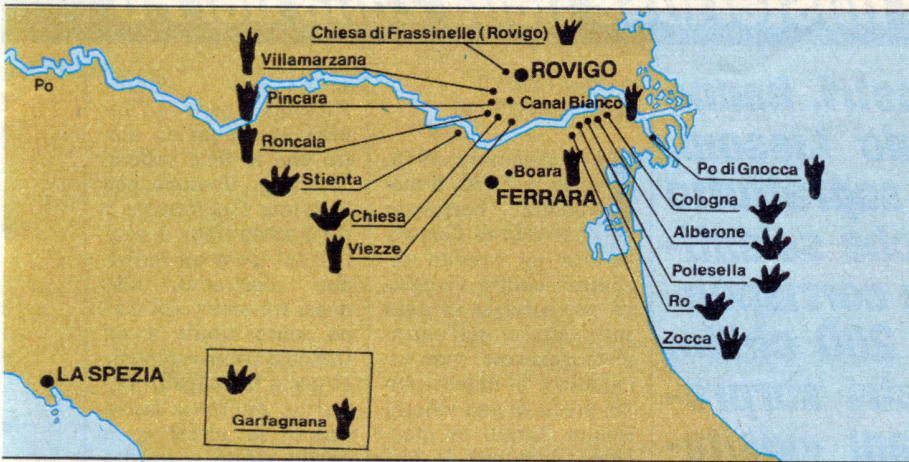 Chiesa di Frassinelle (Rovigo)
Villamarzana
ROVIGO
Po
Pincara
Canal Bianco
Roncala
Boara
Po di Gnocca
Stienta
FERRARA
Cologna
Chiesa
Alberone
Viezze
Polesella
Ro
Zocca
LA SPEZIA
Garfagnana